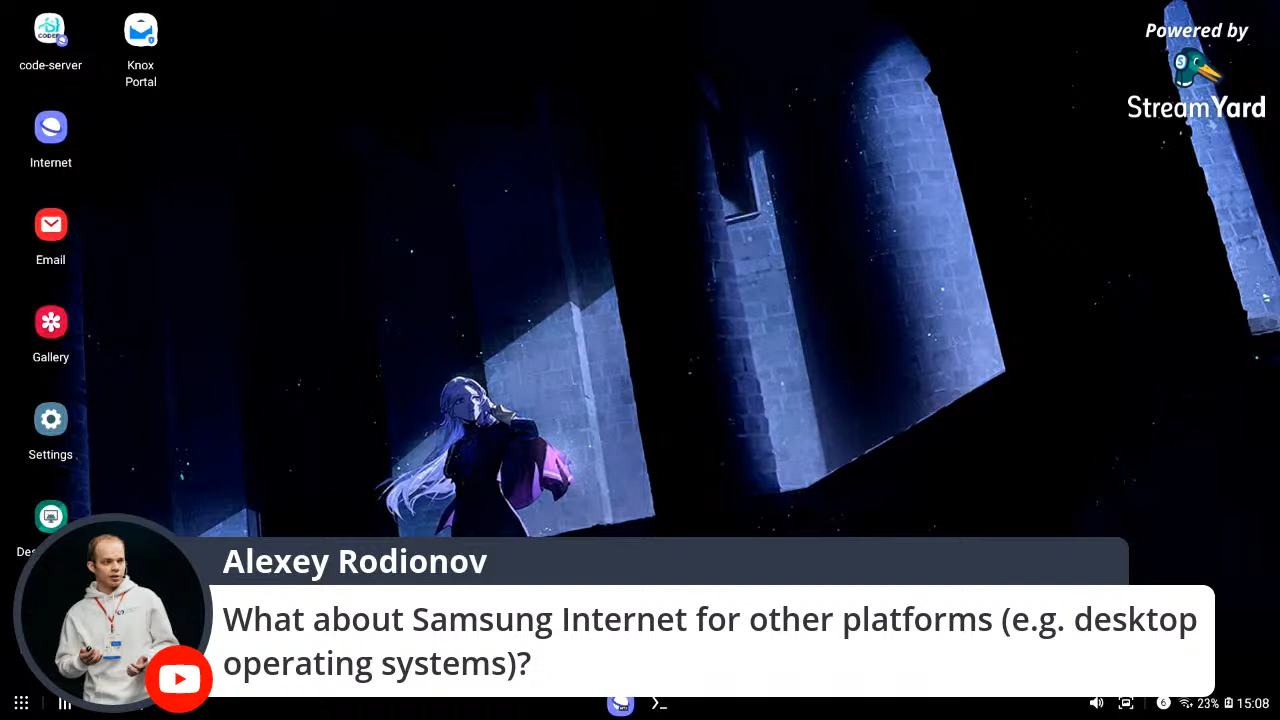 code-server
Knox
Portal
Powered by
StreamYard
Internet
Email
Gallery
Settings
Alexey Rodionov
What about Samsung Internet for other platforms (e.g. desktop
operating systems)?
6
23%
15:08